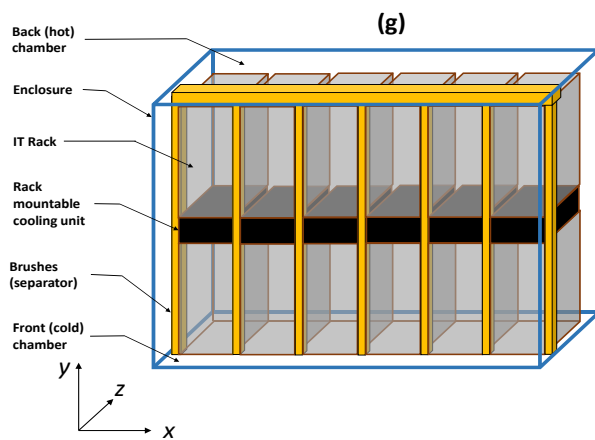 (g)
Back (hot)
chamber
Enclosure
IT Rack
Rack
mountable
cooling unit
Brushes
(separator)
Front (cold)
chamber
y
z
x